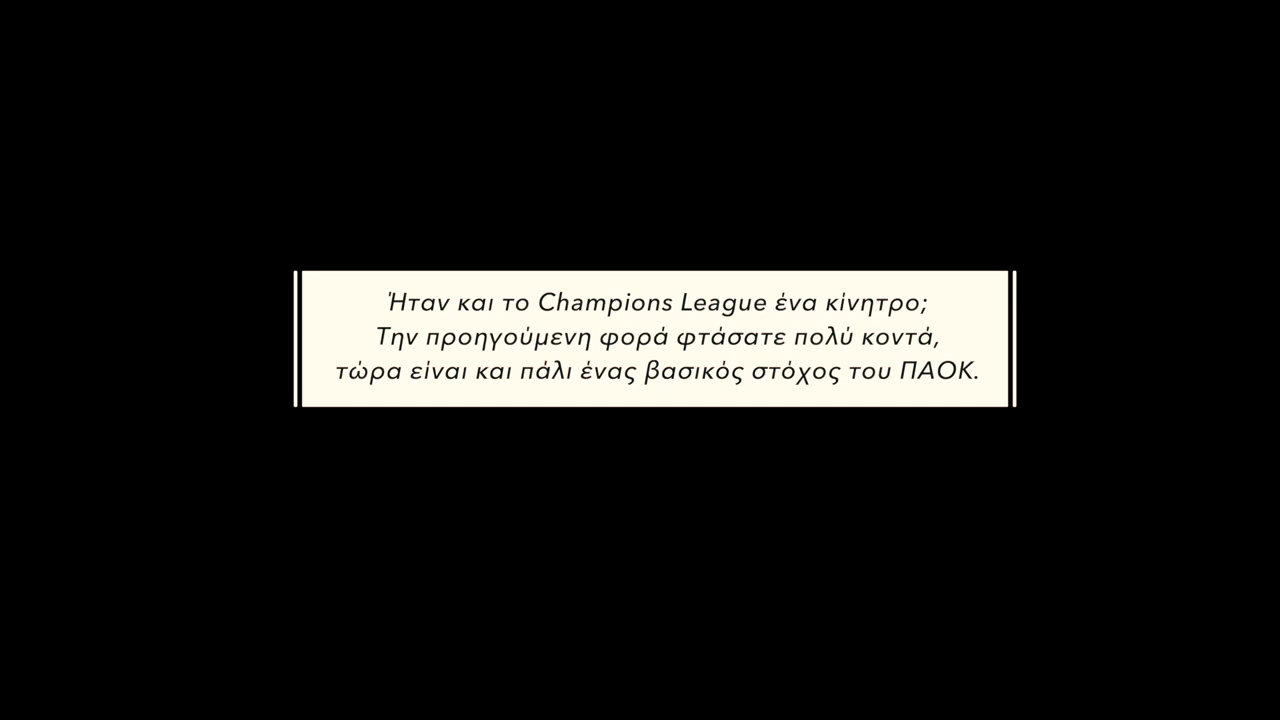 Ήταν και το Champions League ένα κίνητρο;
Την προηγούμενη φορά φτάσατε πολύ κοντά,
τώρα είναι και πάλι ένας βασικός στόχος του ΠΑΟΚ.